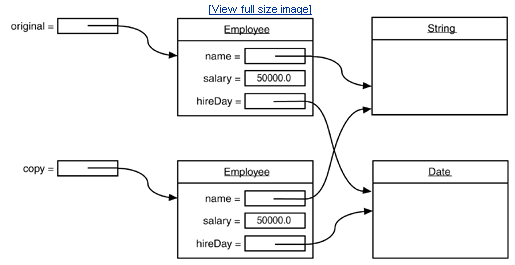 [View full size image]
original =
Employee
String
name =
salary = 50000.0
hireDay =
copy =
Employee
Date
name =
salary = 50000.0
hireDay =